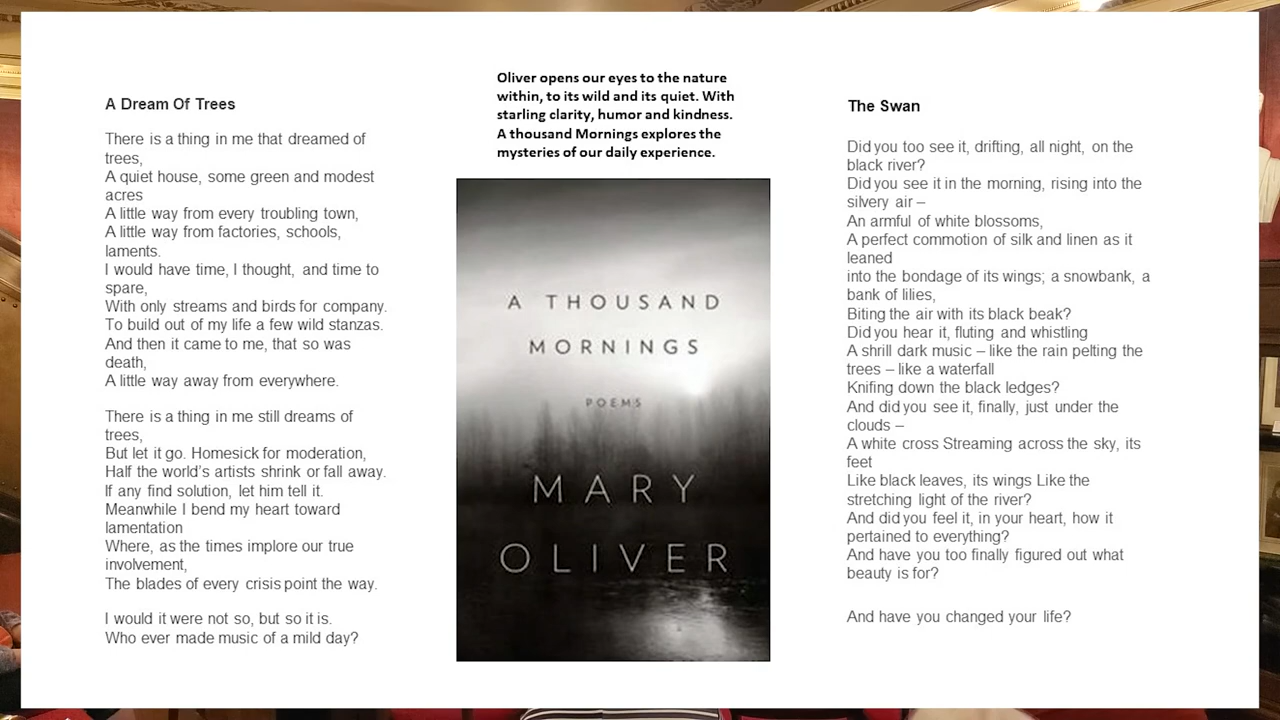 A Dream Of Trees
There is a thing in me that dreamed of
trees,
A quiet house, some green and modest
acres
A little way from every troubling town,
A little way from factories, schools,
laments.
I would have time, I thought, and time to
spare,
With only streams and birds for company.
To build out of my life a few wild stanzas.
And then it came to me, that so was
death,
A little way away from everywhere.
There is a thing in me still dreams of
trees,
But let it go. Homesick for moderation,
Half the world's artists shrink or fall away.
If any find solution, let him tell it.
Meanwhile I bend my heart toward
lamentation
Where, as the times implore our true
involvement,
The blades of every crisis point the way.
I would it were not so, but so it is.
Who ever made music of a mild day?
Oliver opens our eyes to the nature
within, to its wild and its quiet. With
starling clarity, humor and kindness.
A thousand Mornings explores the
mysteries of our daily experience.
A THOUSAND
MORNINGS
POEMS
MARY
OLIVER
The Swan
Did you too see it, drifting, all night, on the
black river?
Did you see it in the morning, rising into the
silvery air –
An armful of white blossoms,
A perfect commotion of silk and linen as it
leaned
into the bondage of its wings; a snowbank, a
bank of lilies,
Biting the air with its black beak?
Did you hear it, fluting and whistling
A shrill dark music – like the rain pelting the
trees – like a waterfall
Knifing down the black ledges?
And did you see it, finally, just under the
clouds –
A white cross Streaming across the sky, its
feet
Like black leaves, its wings Like the
stretching light of the river?
And did you feel it, in your heart, how it
pertained to everything?
And have you too finally figured out what
beauty is for?
And have you changed your life?